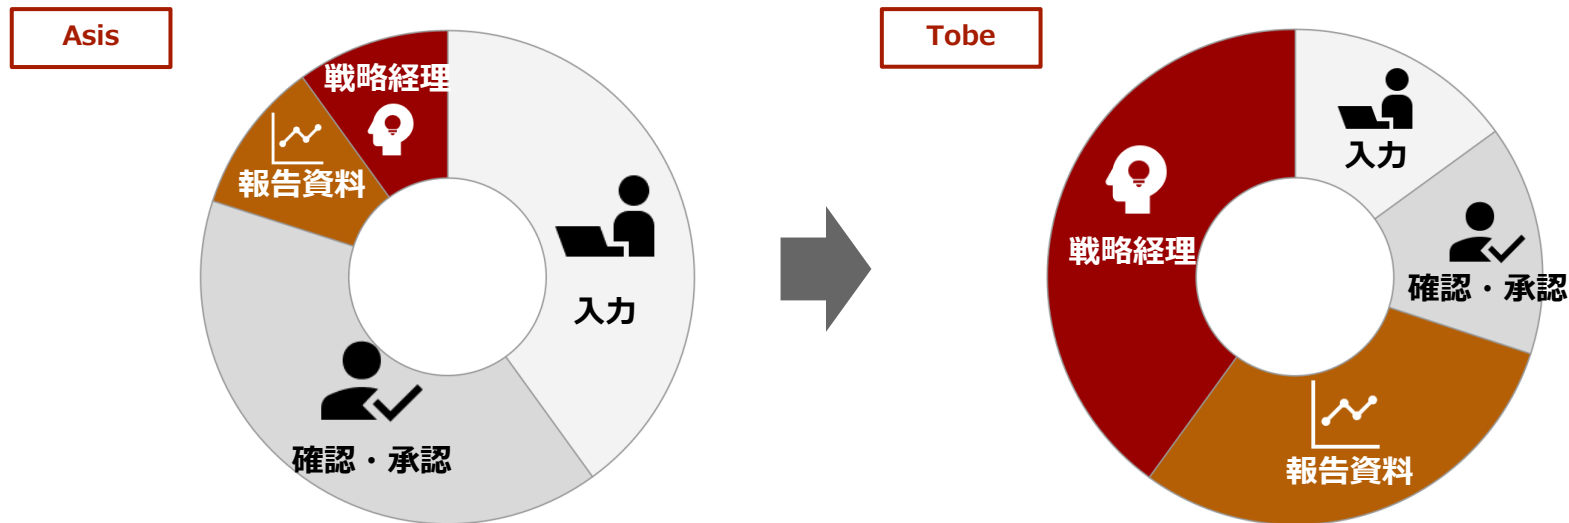 Asis
戦略経理
報告資料
入力
確認・承認
Tobe
入力
戦略経理
確認・承認
報告資料